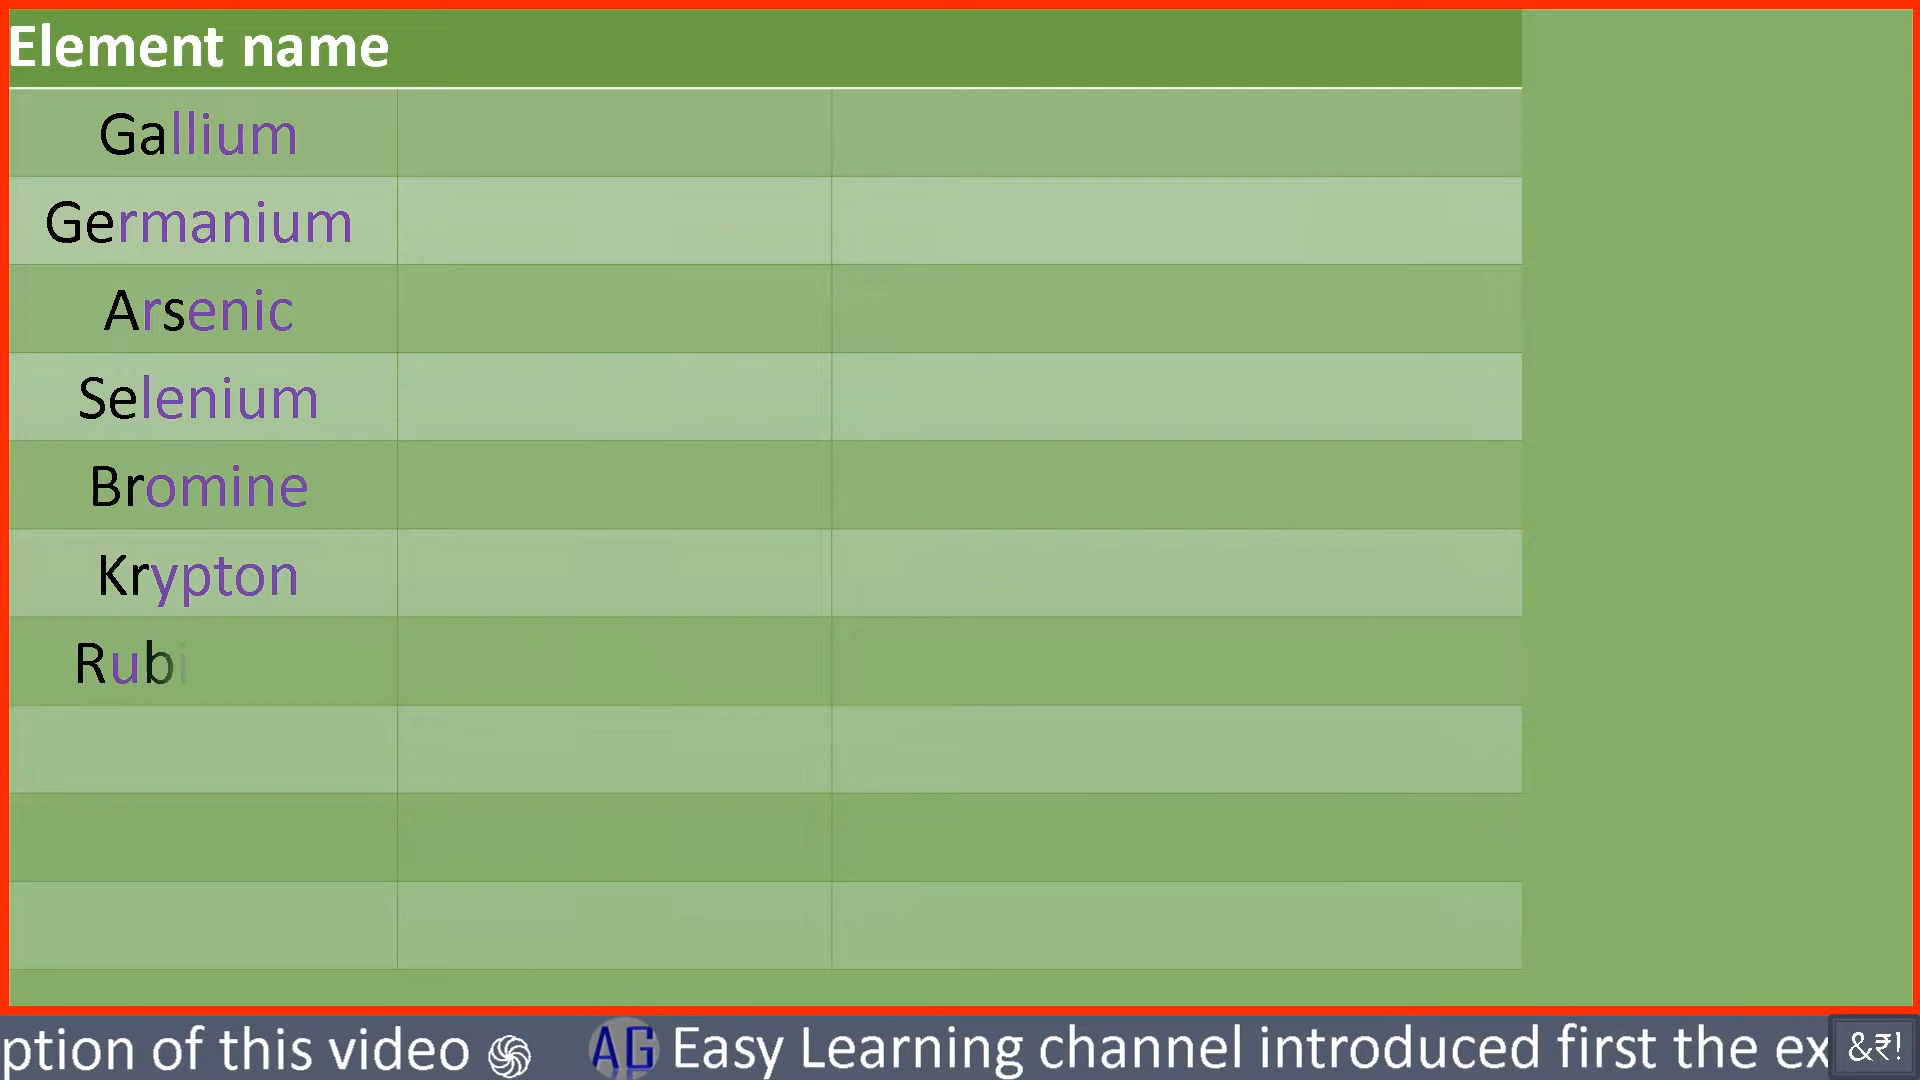 Element name
Gallium
Germanium
Arsenic
Selenium
Bromine
Krypton
Rubi
ption of this video AG Easy Learning channel introduced first the ex &₹!